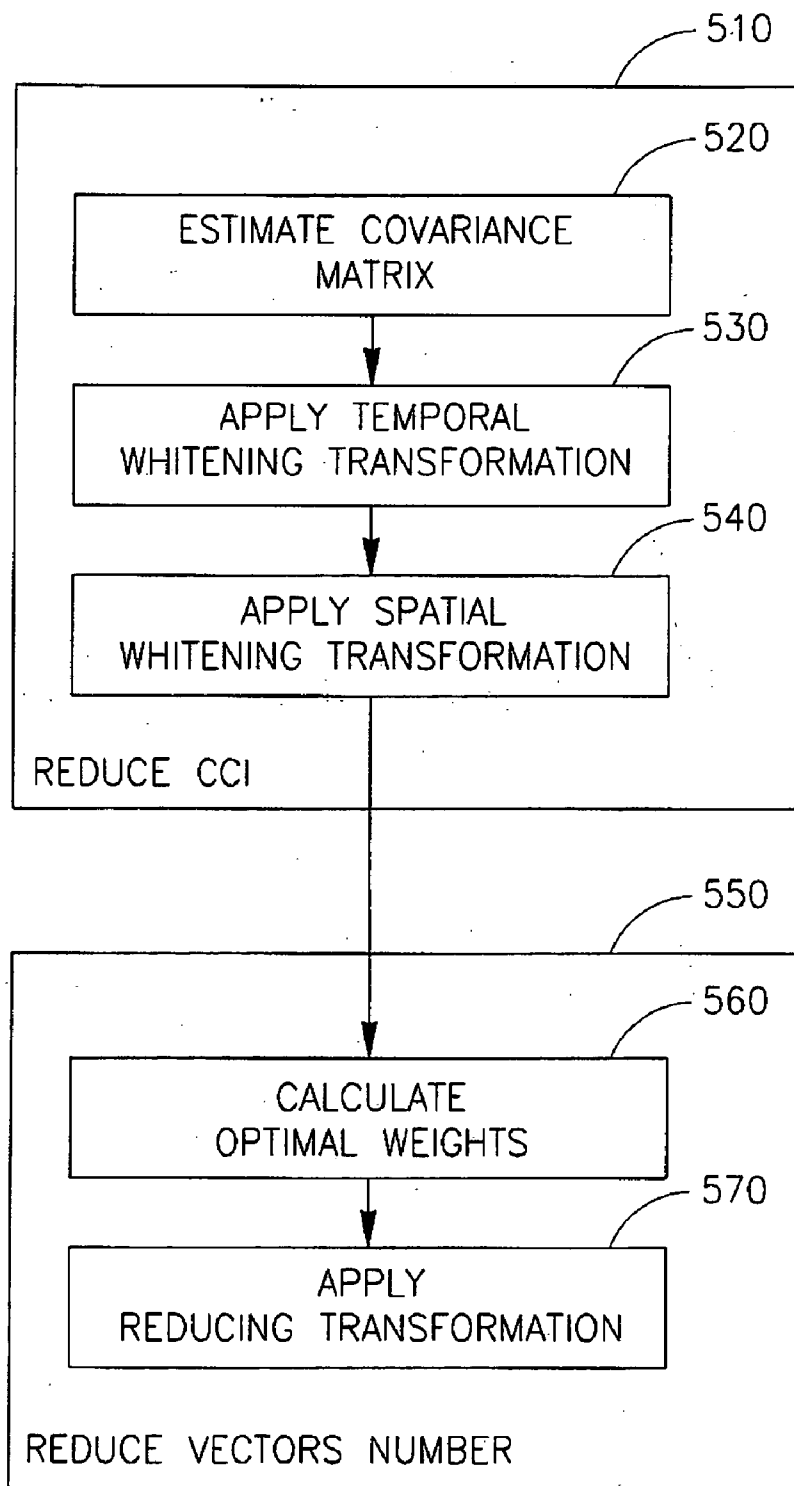 510
520
ESTIMATE COVARIANCE
MATRIX
530
APPLY TEMPORAL
WHITENING TRANSFORMATION
540
APPLY SPATIAL
WHITENING TRANSFORMATION
REDUCE CCI
550
560
CALCULATE
OPTIMAL WEIGHTS
570
APPLY
REDUCING TRANSFORMATION
REDUCE VECTORS NUMBER